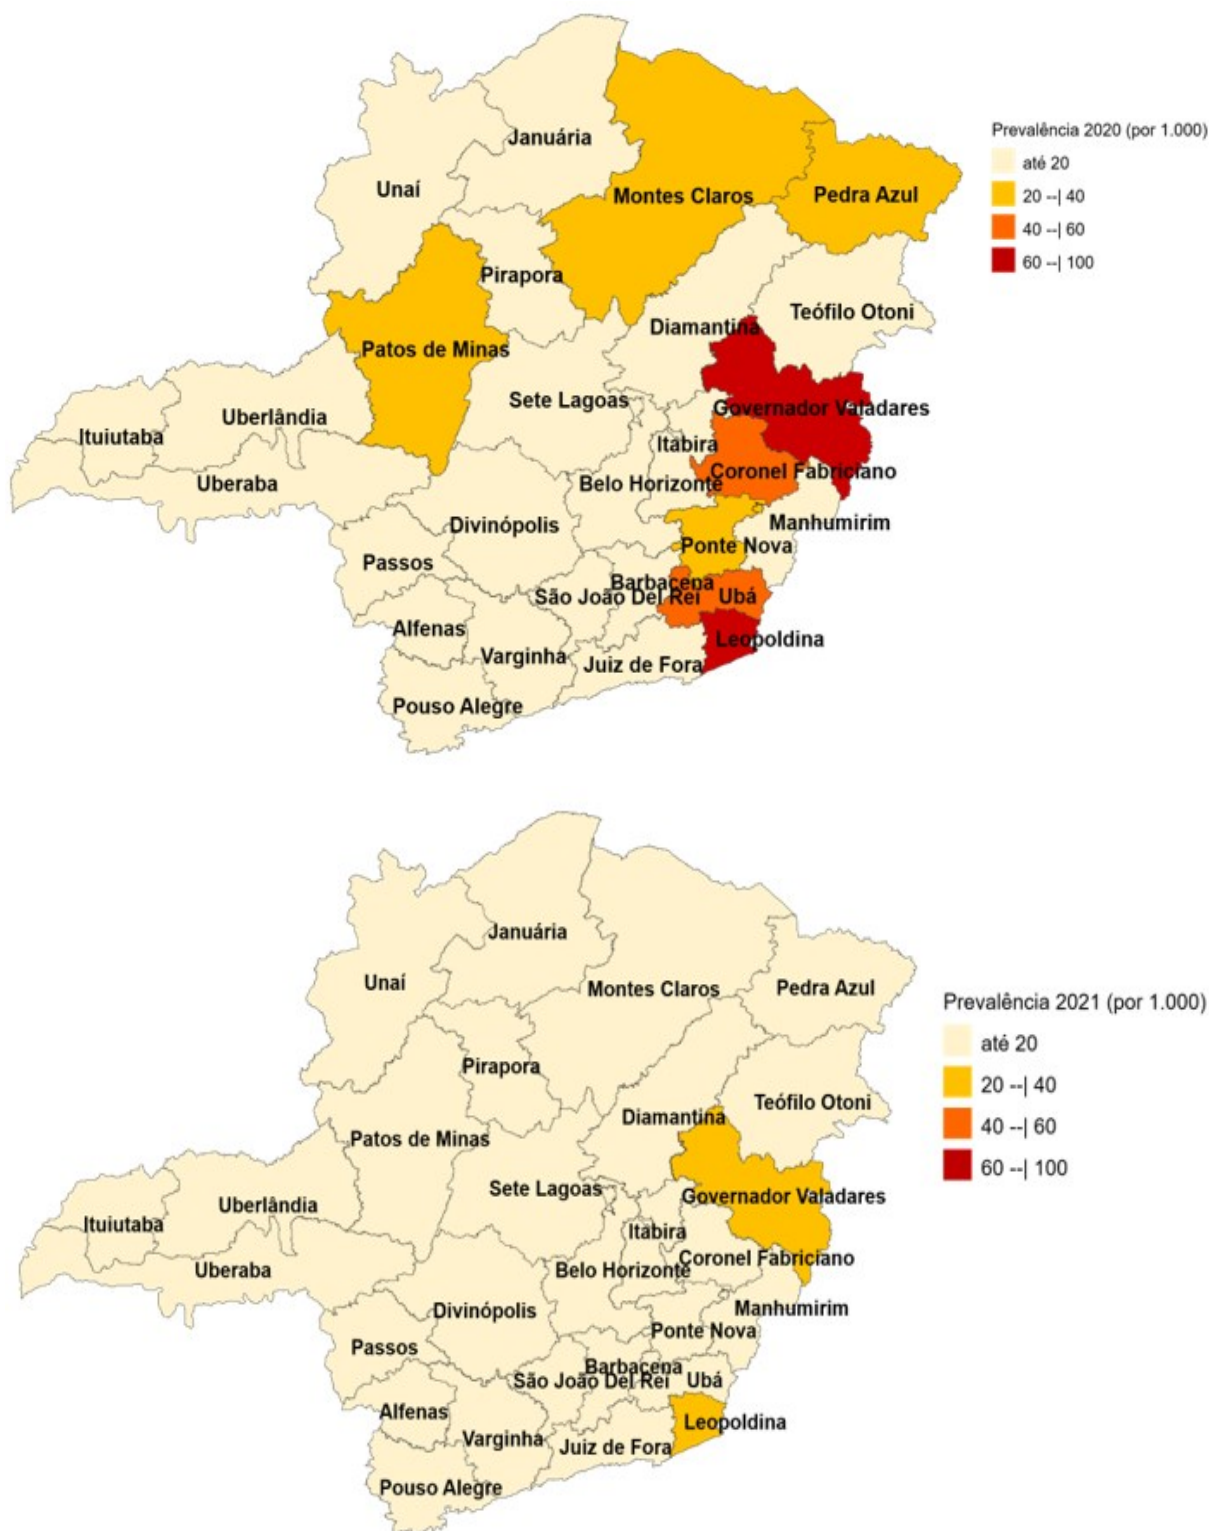 Prevalência 2020 (por 1.000)
até 20
20 --| 40
40 --| 60
60 --| 100
Januária
Unaí
Montes Claros
Pedra Azul
Pirapora
Teófilo Otoni
Diamantina
Patos de Minas
Sete Lagoas
Governador Valadares
Uberlândia
Ituiutaba
Itabira
Coronel Fabriciano
Uberaba
Belo Horizonte
Divinópolis
Manhumirim
Ponte Nova
Passos
Barbacena
São João Del Rei
Ubá
Alfenas
Leopoldina
Varginha
Juiz de Fora
Pouso Alegre
Januária
Unaí
Montes Claros
Pedra Azul
Prevalência 2021 (por 1.000)
até 20
20 --| 40
40 --| 60
60 --| 100
Pirapora
Teófilo Otoni
Diamantina
Patos de Minas
Sete Lagoas
Governador Valadares
Uberlândia
Ituiutaba
Itabira
Coronel Fabriciano
Uberaba
Belo Horizonte
Manhumirim
Divinópolis
Ponte Nova
Passos
Barbacena
São João Del Rei
Ubá
Alfenas
Leopoldina
Varginha
Juiz de Fora
Pouso Alegre